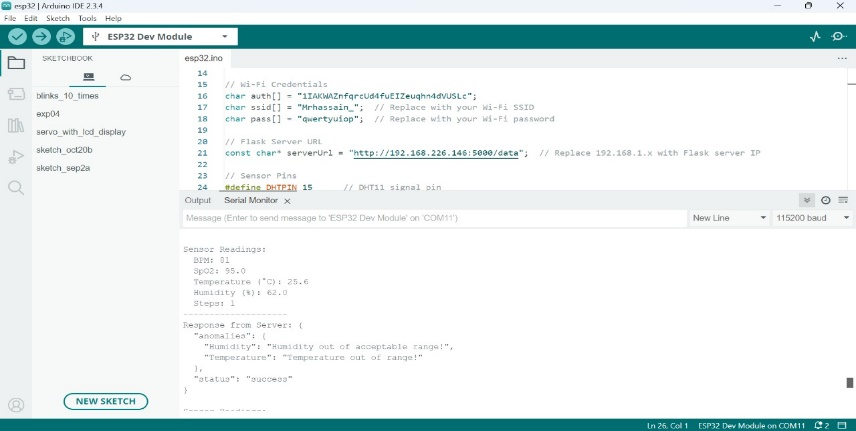 esp32 | Arduino IDE 2.3.4
File Edit Sketch Tools Help
ESP32 Dev Module
SKETCHBOOK
blinks_10_times
exp04
servo_with_lcd_display
sketch_oct20b
sketch_sep2a
NEW SKETCH
esp32.ino
14
15 // Wi-Fi Credentials
16 char auth[] = "1IAKWAZnfqrcUd4fuEIZeuqhn4dVUSLc";
17 char ssid[] = "Mrhassain_"; // Replace with your Wi-Fi SSID
18 char pass[] = "qwertyuiop"; // Replace with your Wi-Fi password
19
20 // Flask Server URL
21 const char* serverUrl = "http://192.168.226.146:5000/data"; // Replace 192.168.1.x with Flask server IP
22
23 // Sensor Pins
24 #define DHTPIN 15 // DHT11 signal pin
Output Serial Monitor
Message (Enter to send message to 'ESP32 Dev Module' on 'COM11')
New Line 115200 baud
Sensor Readings:
BPM: 81
SpO2: 95.0
Temperature (°C): 25.6
Humidity (%): 62.0
Steps: 1
--------------------
Response from Server: {
"anomalies": {
"Humidity": "Humidity out of acceptable range!",
"Temperature": "Temperature out of range!"
},
"status": "success"
}
Sensor Readings:
Ln 26, Col 1 ESP32 Dev Module on COM11 2